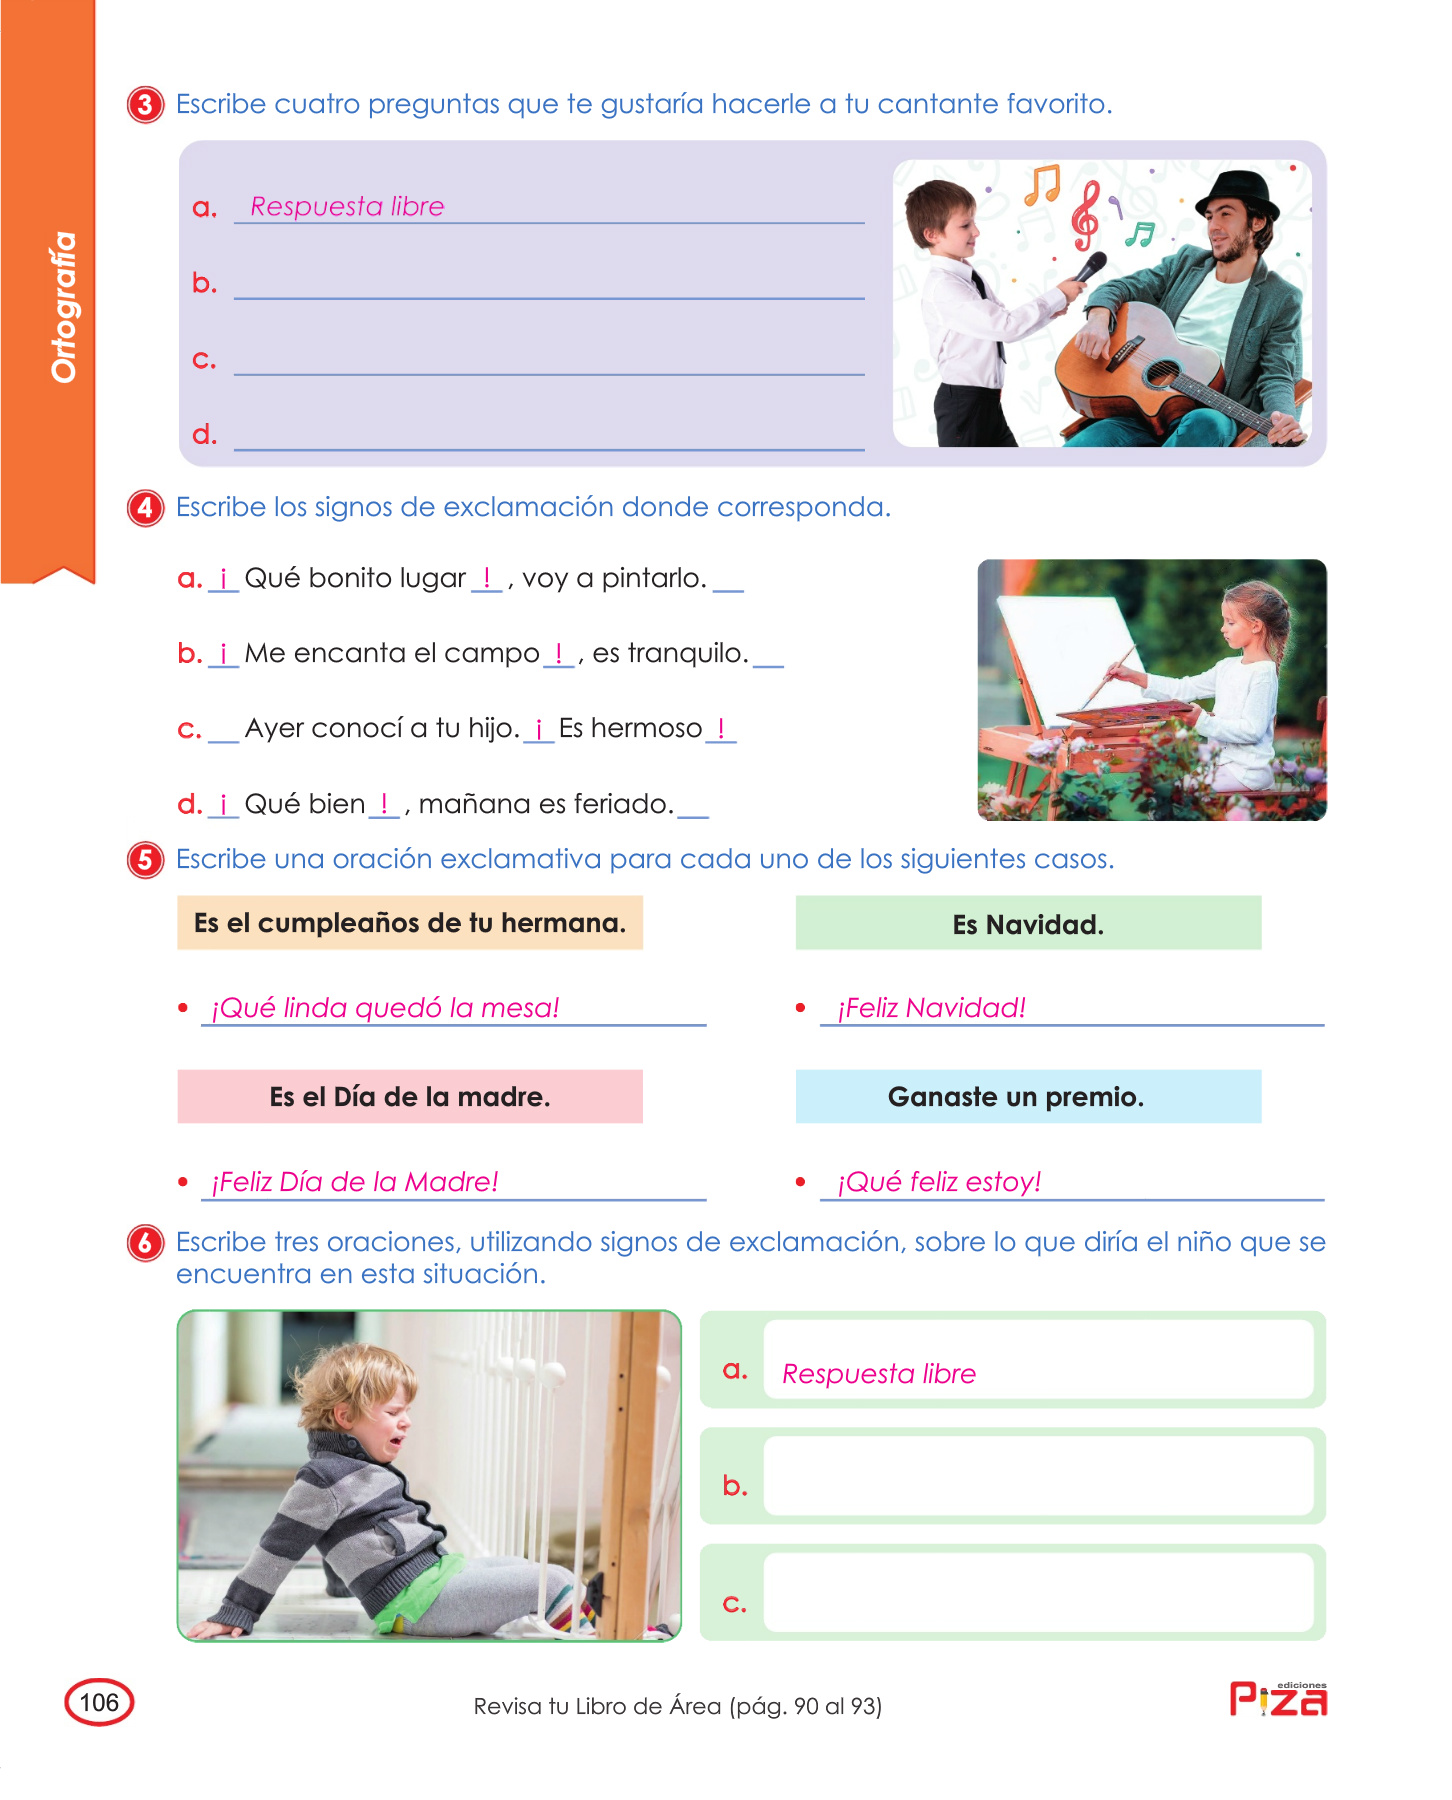 Ortografía
3 Escribe cuatro preguntas que te gustaría hacerle a tu cantante favorito.
a. Respuesta libre
b.
c.
d.
4 Escribe los signos de exclamación donde corresponda.
a. ¡ Qué bonito lugar ! , voy a pintarlo. __
b. ¡ Me encanta el campo ! , es tranquilo. __
c. __ Ayer conocí a tu hijo. ¡ Es hermoso !
d. ¡ Qué bien ! , mañana es feriado. __
5 Escribe una oración exclamativa para cada uno de los siguientes casos.
Es el cumpleaños de tu hermana.
• ¡Qué linda quedó la mesa!
Es Navidad.
• ¡Feliz Navidad!
Es el Día de la madre.
• ¡Feliz Día de la Madre!
Ganaste un premio.
• ¡Qué feliz estoy!
6 Escribe tres oraciones, utilizando signos de exclamación, sobre lo que diría el niño que se
encuentra en esta situación.
a. Respuesta libre
b.
c.
106
Revisa tu Libro de Área (pág. 90 al 93)
ediciones
Piza